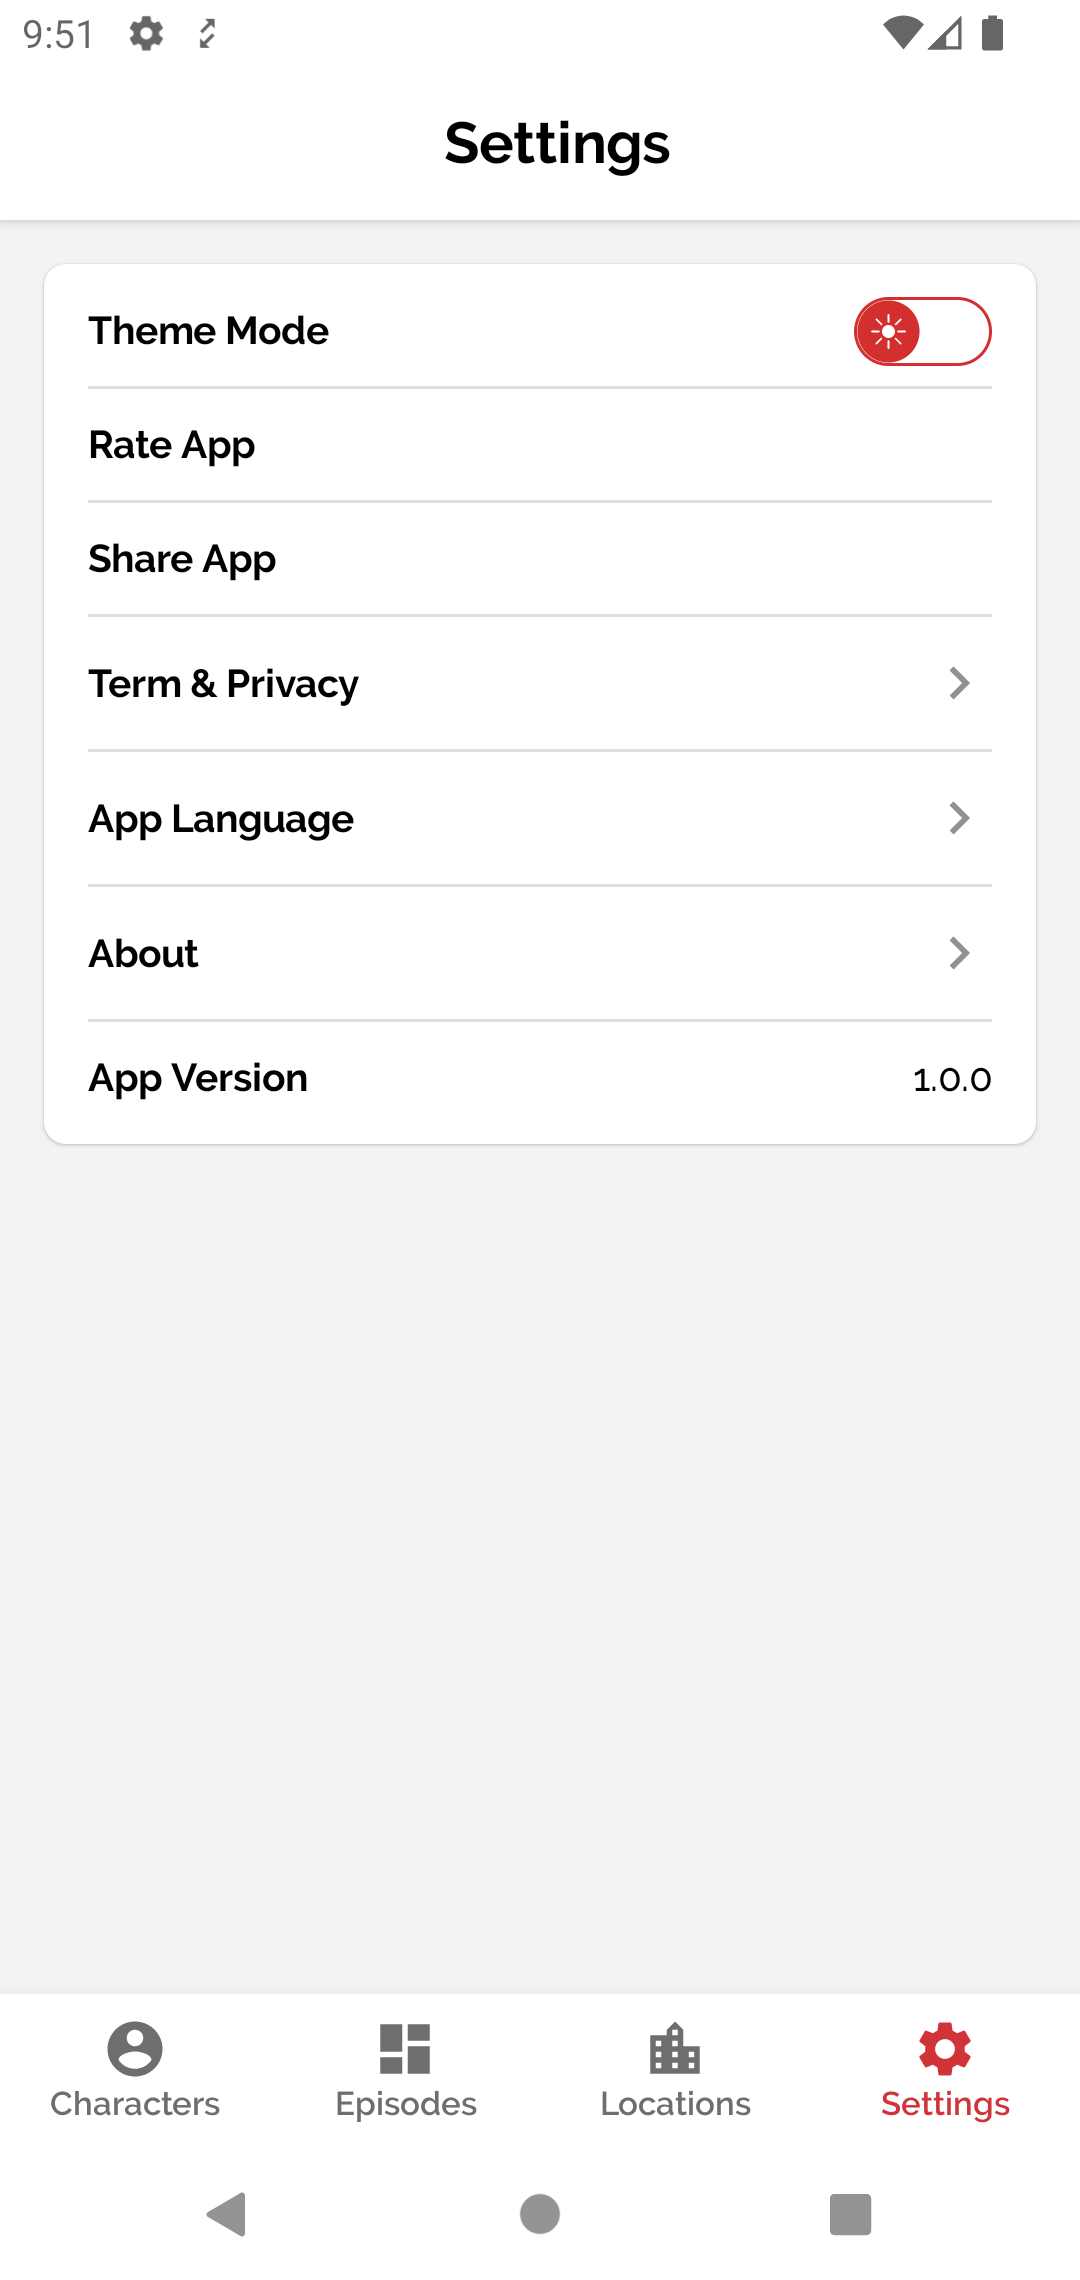 9:51
Settings
Theme Mode
Rate App
Share App
Term & Privacy
App Language
About
App Version 1.0.0
Characters Episodes Locations Settings